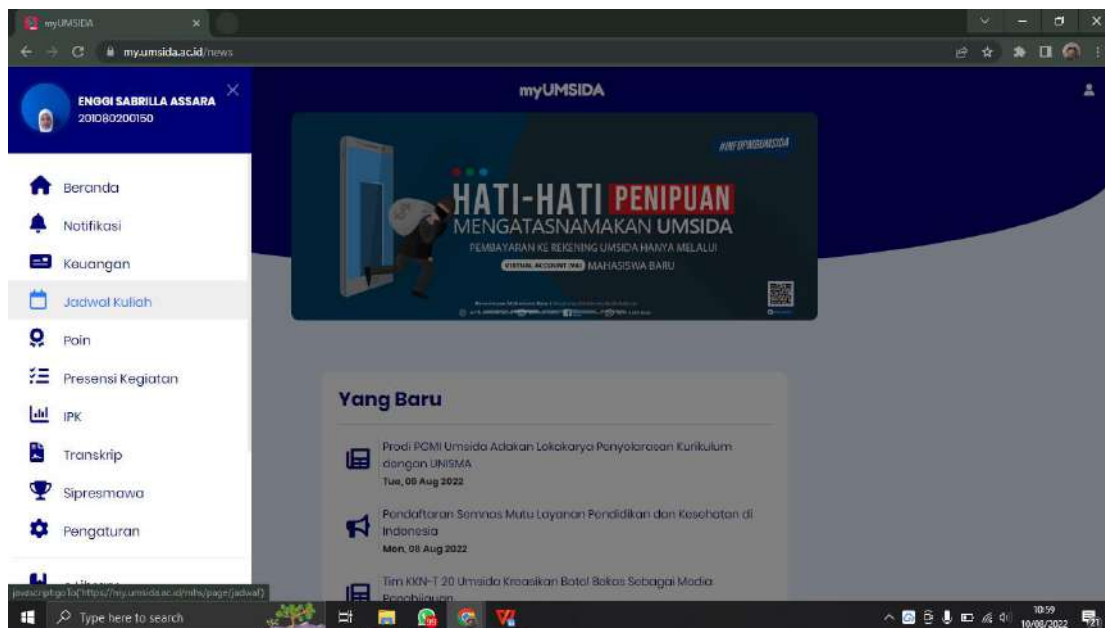 myUMSIDA
my.umsida.ac.id/news
ENGGI SABRILLA ASSARA
201080200150
Beranda
Notifikasi
Keuangan
Jadwal Kuliah
Poin
Presensi Kegiatan
IPK
Transkrip
Sipresmawa
Pengaturan
javascript:goTo('https://my.umsida.ac.id/mhs/page/jadwal')
myUMSIDA
#INFOPMBUMSIDA
HATI-HATI PENIPUAN
MENGATASNAMAKAN UMSIDA
PEMBAYARAN KE REKENING UMSIDA HANYA MELALUI
VIRTUAL ACCOUNT (VA) MAHASISWA BARU
Yang Baru
Prodi PGMI Umsida Adakan Lokakarya Penyelarasan Kurikulum
dengan UNISMA
Tue, 09 Aug 2022
Pendaftaran Semnas Mutu Layanan Pendidikan dan Kesehatan di
Indonesia
Mon, 08 Aug 2022
Tim KKN-T 20 Umsida Kreasikan Botol Bekas Sebagai Media
Type here to search
10:59
10/08/2022